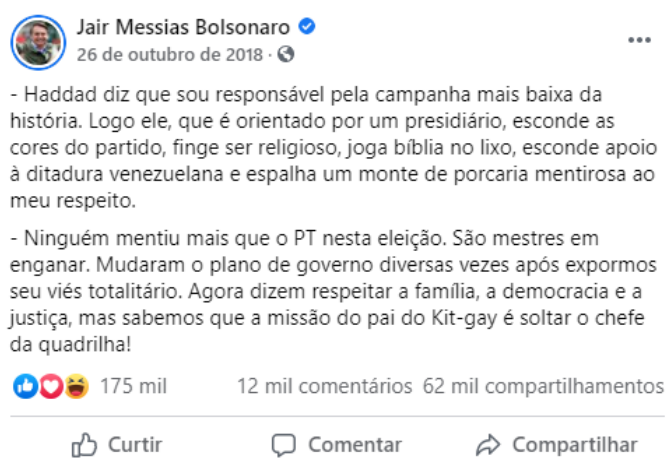 Jair Messias Bolsonaro
26 de outubro de 2018 ·
- Haddad diz que sou responsável pela campanha mais baixa da
história. Logo ele, que é orientado por um presidiário, esconde as
cores do partido, finge ser religioso, joga bíblia no lixo, esconde apoio
à ditadura venezuelana e espalha um monte de porcaria mentirosa ao
meu respeito.
- Ninguém mentiu mais que o PT nesta eleição. São mestres em
enganar. Mudaram o plano de governo diversas vezes após expormos
seu viés totalitário. Agora dizem respeitar a família, a democracia e a
justiça, mas sabemos que a missão do pai do Kit-gay é soltar o chefe
da quadrilha!
175 mil 12 mil comentários 62 mil compartilhamentos
Curtir Comentar Compartilhar